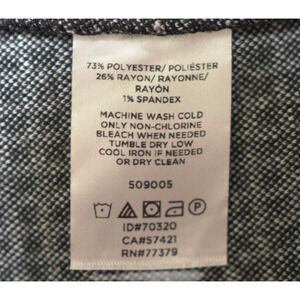 73% POLYESTER/ POLIÉSTER
26% RAYON/ RAYONNE/
RAYÓN
1% SPANDEX
MACHINE WASH COLD
ONLY NON-CHLORINE
BLEACH WHEN NEEDED
TUMBLE DRY LOW
COOL IRON IF NEEDED
OR DRY CLEAN
509005
ID#70320
CA#57421
RN#77379